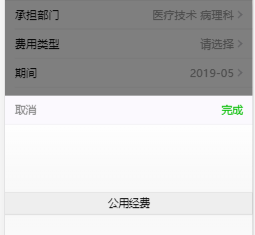 承担部门 医疗技术 病理科 >
费用类型 请选择 >
期间 2019-05 >
取消 完成
公用经费